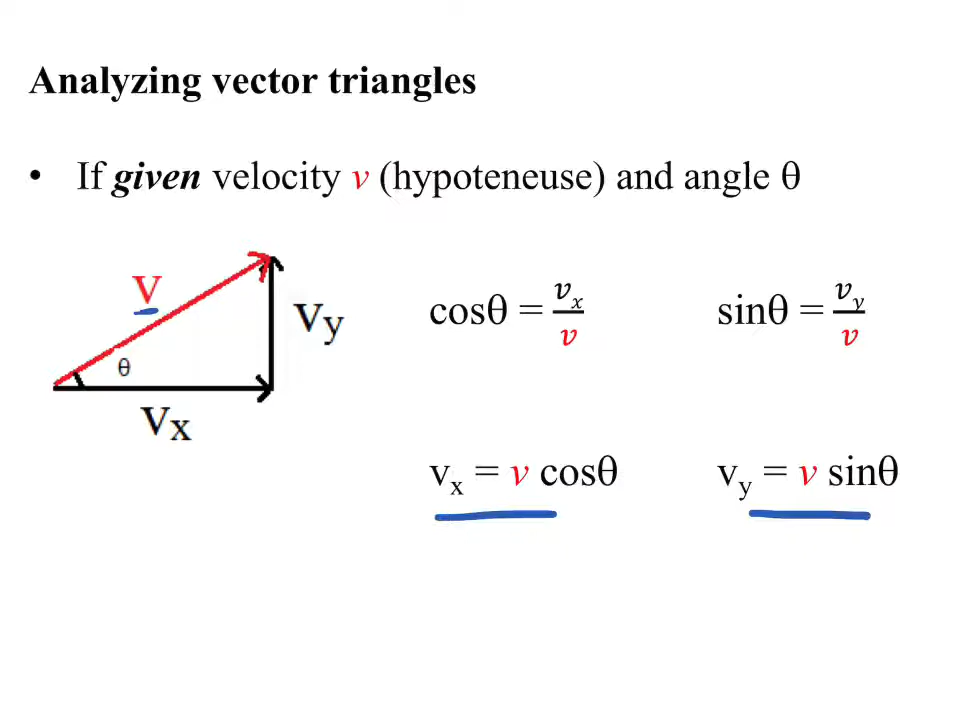 Analyzing vector triangles
• If given velocity v (hypoteneuse) and angle θ
v
θ
vy
vx
cosθ = vx/v
sinθ = vy/v
vx = v cosθ
vy = v sinθ